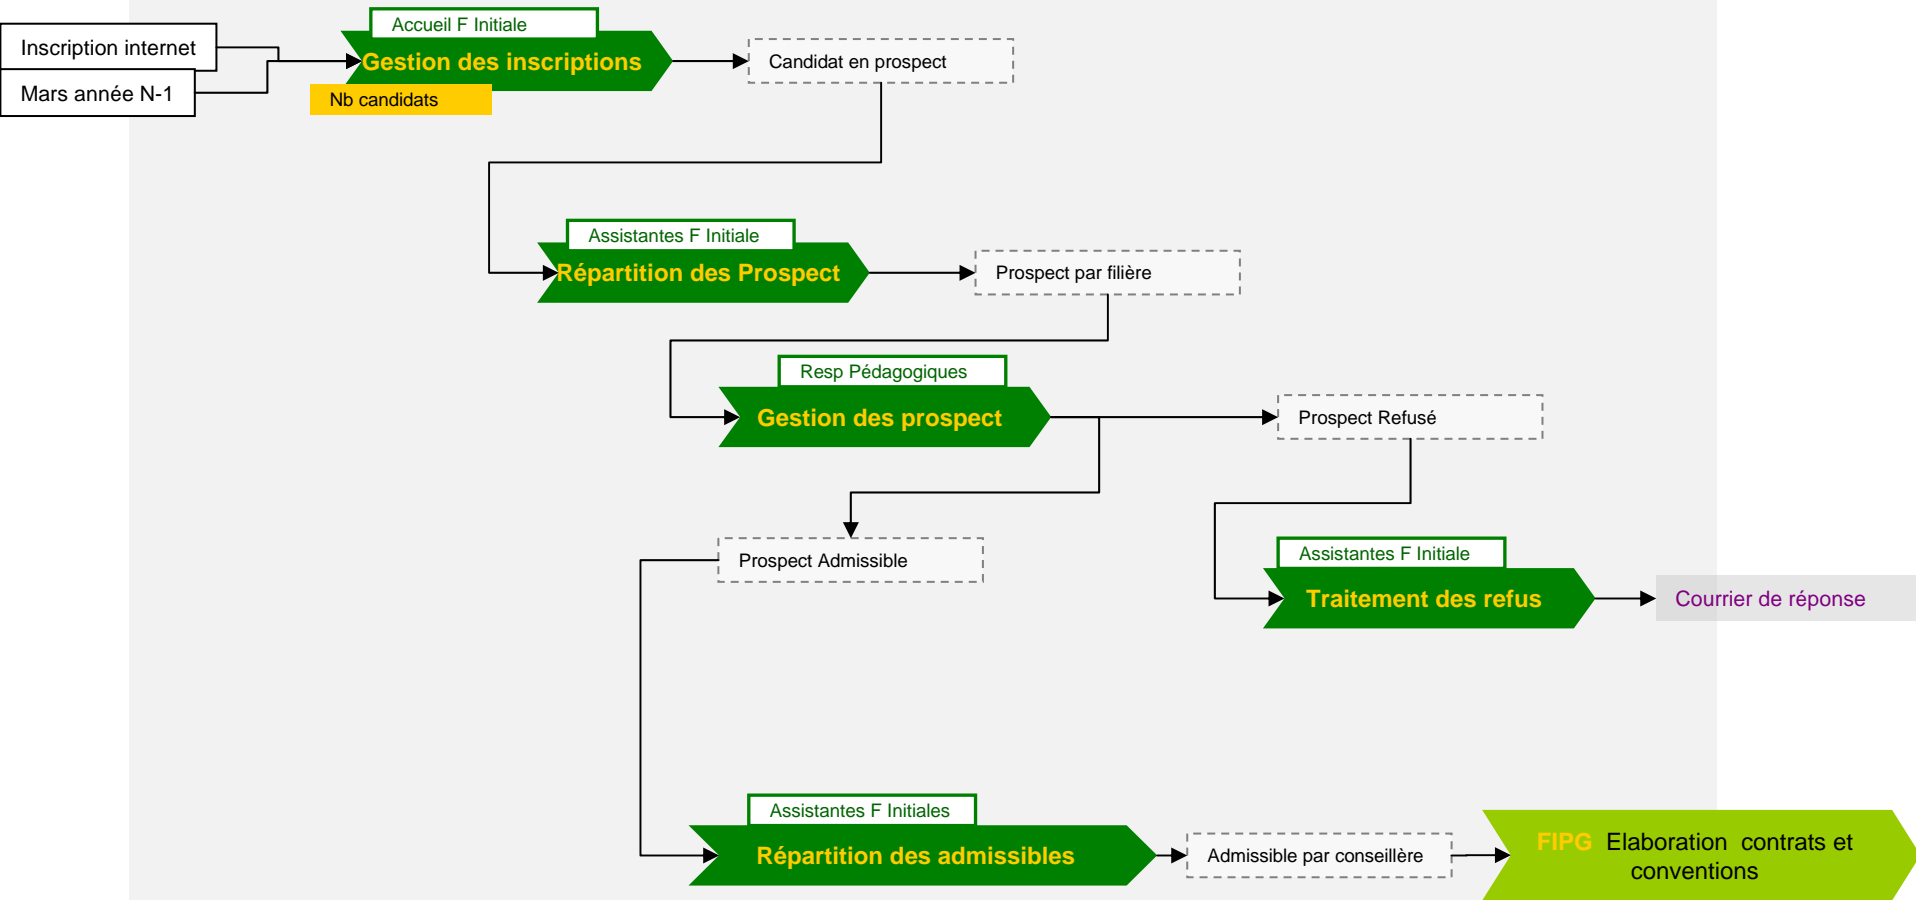 Accueil F Initiale
Inscription internet
Gestion des inscriptions
Candidat en prospect
Mars année N-1
Nb candidats
Assistantes F Initiale
Répartition des Prospect
Prospect par filière
Resp Pédagogiques
Gestion des prospect
Prospect Refusé
Prospect Admissible
Assistantes F Initiale
Traitement des refus
Courrier de réponse
Assistantes F Initiales
Répartition des admissibles
Admissible par conseillère
FIPG Elaboration contrats et
conventions